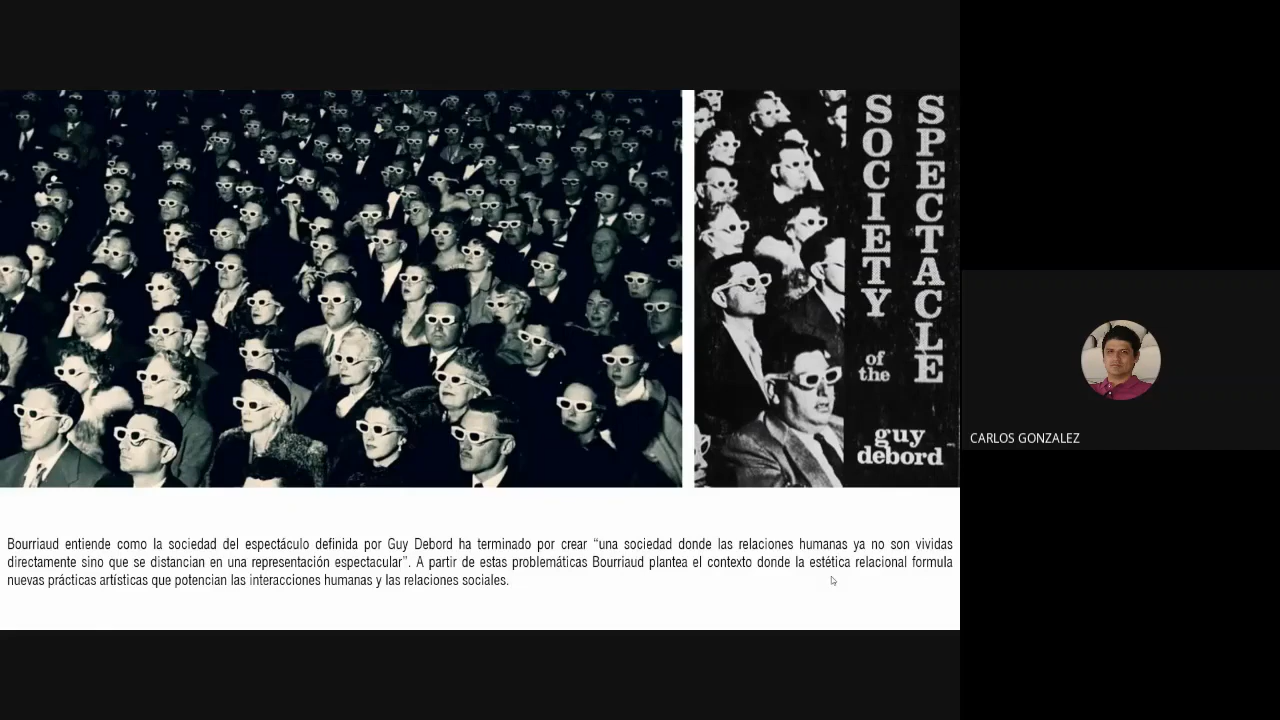 SOCIETY
of
the
SPECTACLE
guy
debord
CARLOS GONZALEZ
Bourriaud entiende como la sociedad del espectáculo definida por Guy Debord ha terminado por crear “una sociedad donde las relaciones humanas ya no son vividas
directamente sino que se distancian en una representación espectacular”. A partir de estas problemáticas Bourriaud plantea el contexto donde la estética relacional formula
nuevas prácticas artísticas que potencian las interacciones humanas y las relaciones sociales.